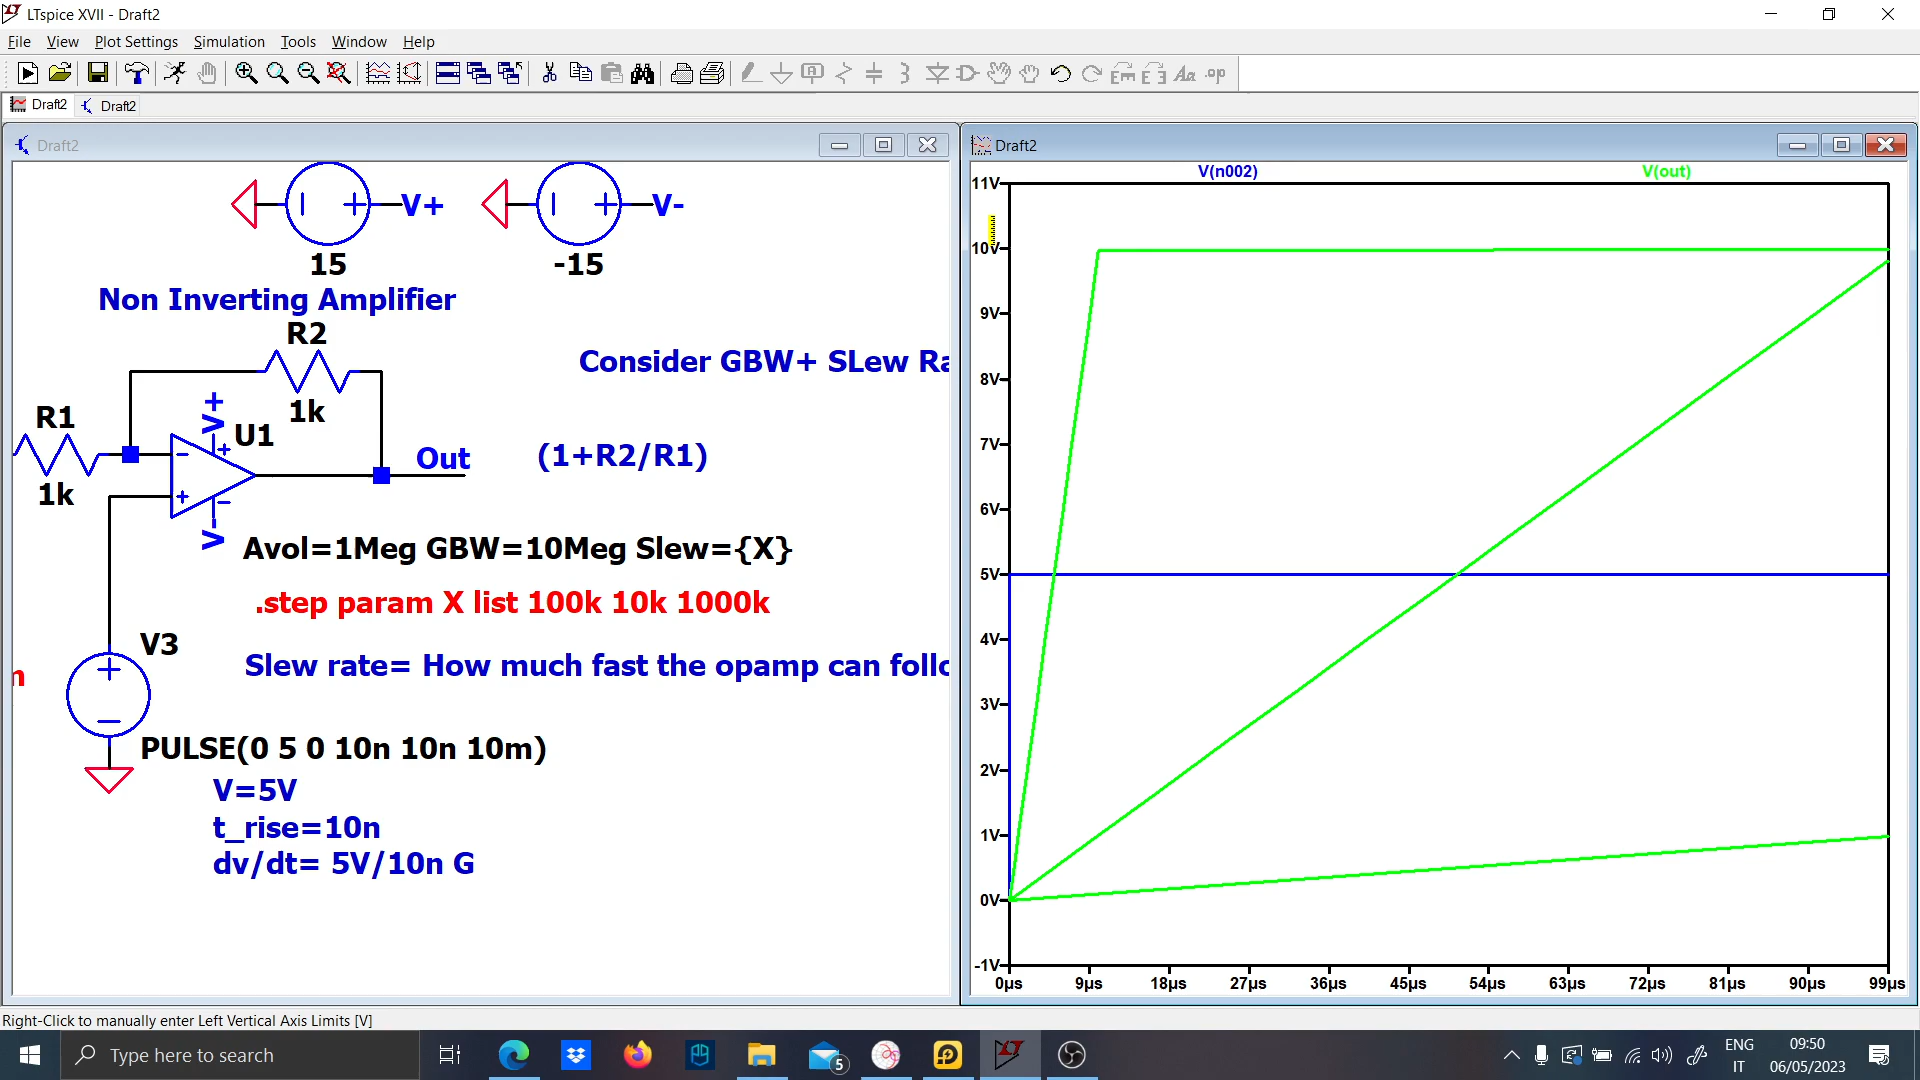 LTspice XVII - Draft2
File View Plot Settings Simulation Tools Window Help
Draft2 Draft2
Draft2
V+
V-
15
-15
Non Inverting Amplifier
R2
1k
Consider GBW+ SLew Ra
R1
1k
V+
U1
V-
Out
(1+R2/R1)
Avol=1Meg GBW=10Meg Slew={X}
.step param X list 100k 10k 1000k
V3
Slew rate= How much fast the opamp can follo
n
PULSE(0 5 0 10n 10n 10m)
V=5V
t_rise=10n
dv/dt= 5V/10n G
Draft2
V(n002) V(out)
11V
10V
9V
8V
7V
6V
5V
4V
3V
2V
1V
0V
-1V
0µs 9µs 18µs 27µs 36µs 45µs 54µs 63µs 72µs 81µs 90µs 99µs
Right-Click to manually enter Left Vertical Axis Limits [V]
Type here to search
5
ENG
IT
09:50
06/05/2023